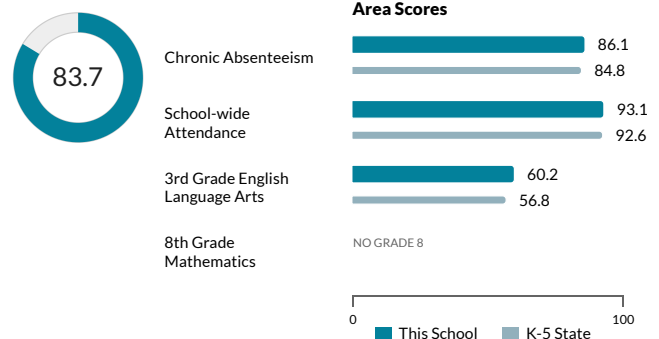 Area Scores
83.7
Chronic Absenteeism
86.1
84.8
School-wide
Attendance
93.1
92.6
3rd Grade English
Language Arts
60.2
56.8
8th Grade
Mathematics
NO GRADE 8
0
100
This School
K-5 State